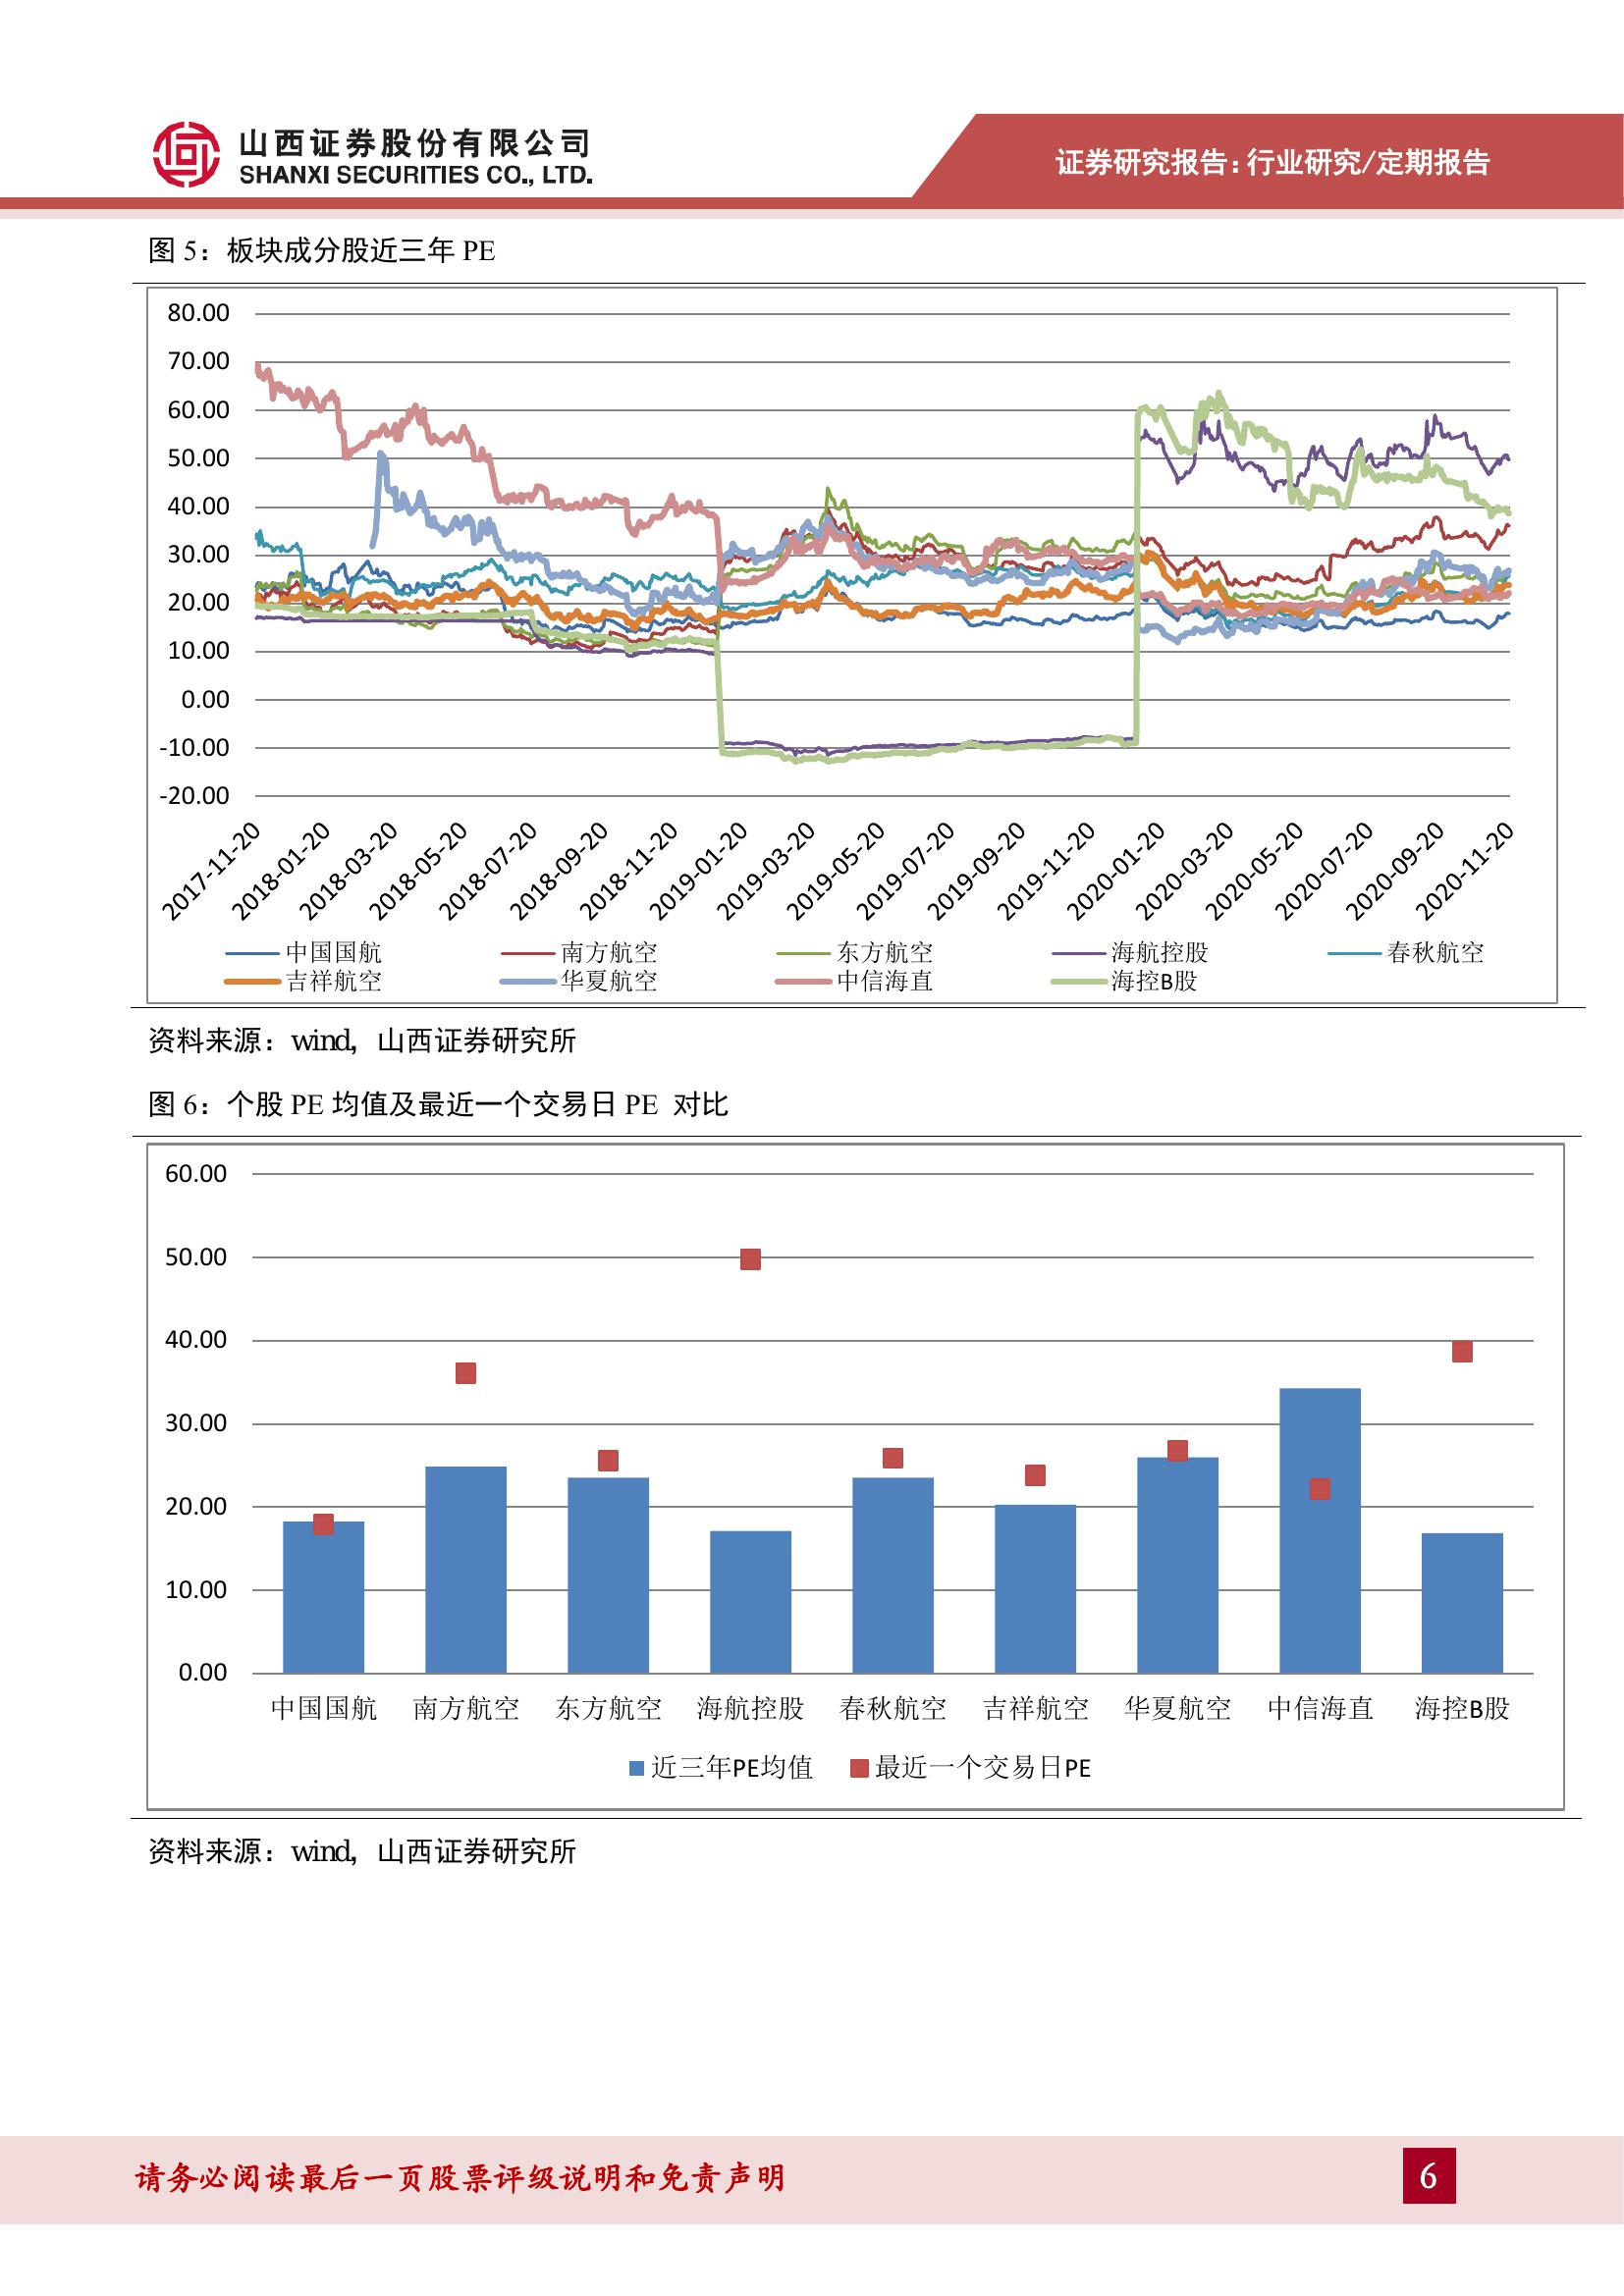 山西证券股份有限公司
SHANXI SECURITIES CO., LTD.
证券研究报告：行业研究/定期报告
图 5：板块成分股近三年 PE
80.00
70.00
60.00
50.00
40.00
30.00
20.00
10.00
0.00
-10.00
-20.00
2017-11-20 2018-01-20 2018-03-20 2018-05-20 2018-07-20 2018-09-20 2018-11-20 2019-01-20 2019-03-20 2019-05-20 2019-07-20 2019-09-20 2019-11-20 2020-01-20 2020-03-20 2020-05-20 2020-07-20 2020-09-20 2020-11-20
中国国航 南方航空 东方航空 海航控股 春秋航空
吉祥航空 华夏航空 中信海直 海控B股
资料来源：wind，山西证券研究所
图 6：个股 PE 均值及最近一个交易日 PE 对比
60.00
50.00
40.00
30.00
20.00
10.00
0.00
中国国航 南方航空 东方航空 海航控股 春秋航空 吉祥航空 华夏航空 中信海直 海控B股
近三年PE均值 最近一个交易日PE
资料来源：wind，山西证券研究所
请务必阅读最后一页股票评级说明和免责声明
6